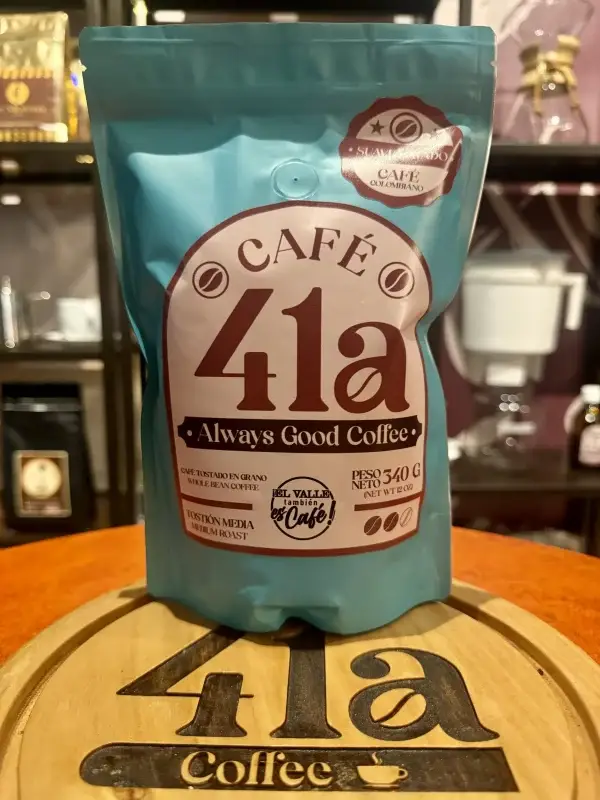 CAFÉ
COLOMBIANO
CAFÉ
41a
Always Good Coffee
CAFÉ TOSTADO EN GRANO
WHOLE BEAN COFFEE
PESO
NETO 340 G
(NET WT 12 OZ)
EL VALLE
también
es Café!
TOSTIÓN MEDIA
MEDIUM ROAST
41a
Coffee